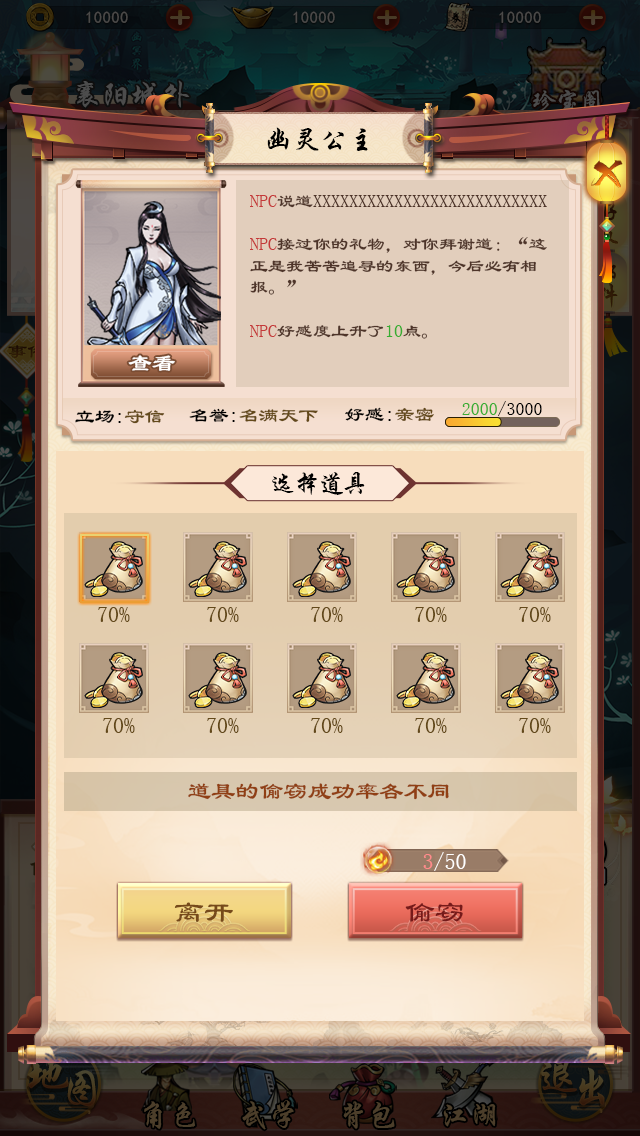 10000 10000 10000
襄阳城外 珍宝阁
幽灵公主
NPC说道XXXXXXXXXXXXXXXXXXXXXXXXXX
NPC接过你的礼物，对你拜谢道：“这
正是我苦苦追寻的东西，今后必有相
报。”
NPC好感度上升了10点。
查看
立场:守信 名誉:名满天下 好感:亲密 2000/3000
选择道具
70% 70% 70% 70% 70%
70% 70% 70% 70% 70%
道具的偷窃成功率各不同
3/50
离开 偷窃
地图 角色 武学 背包 江湖 退出